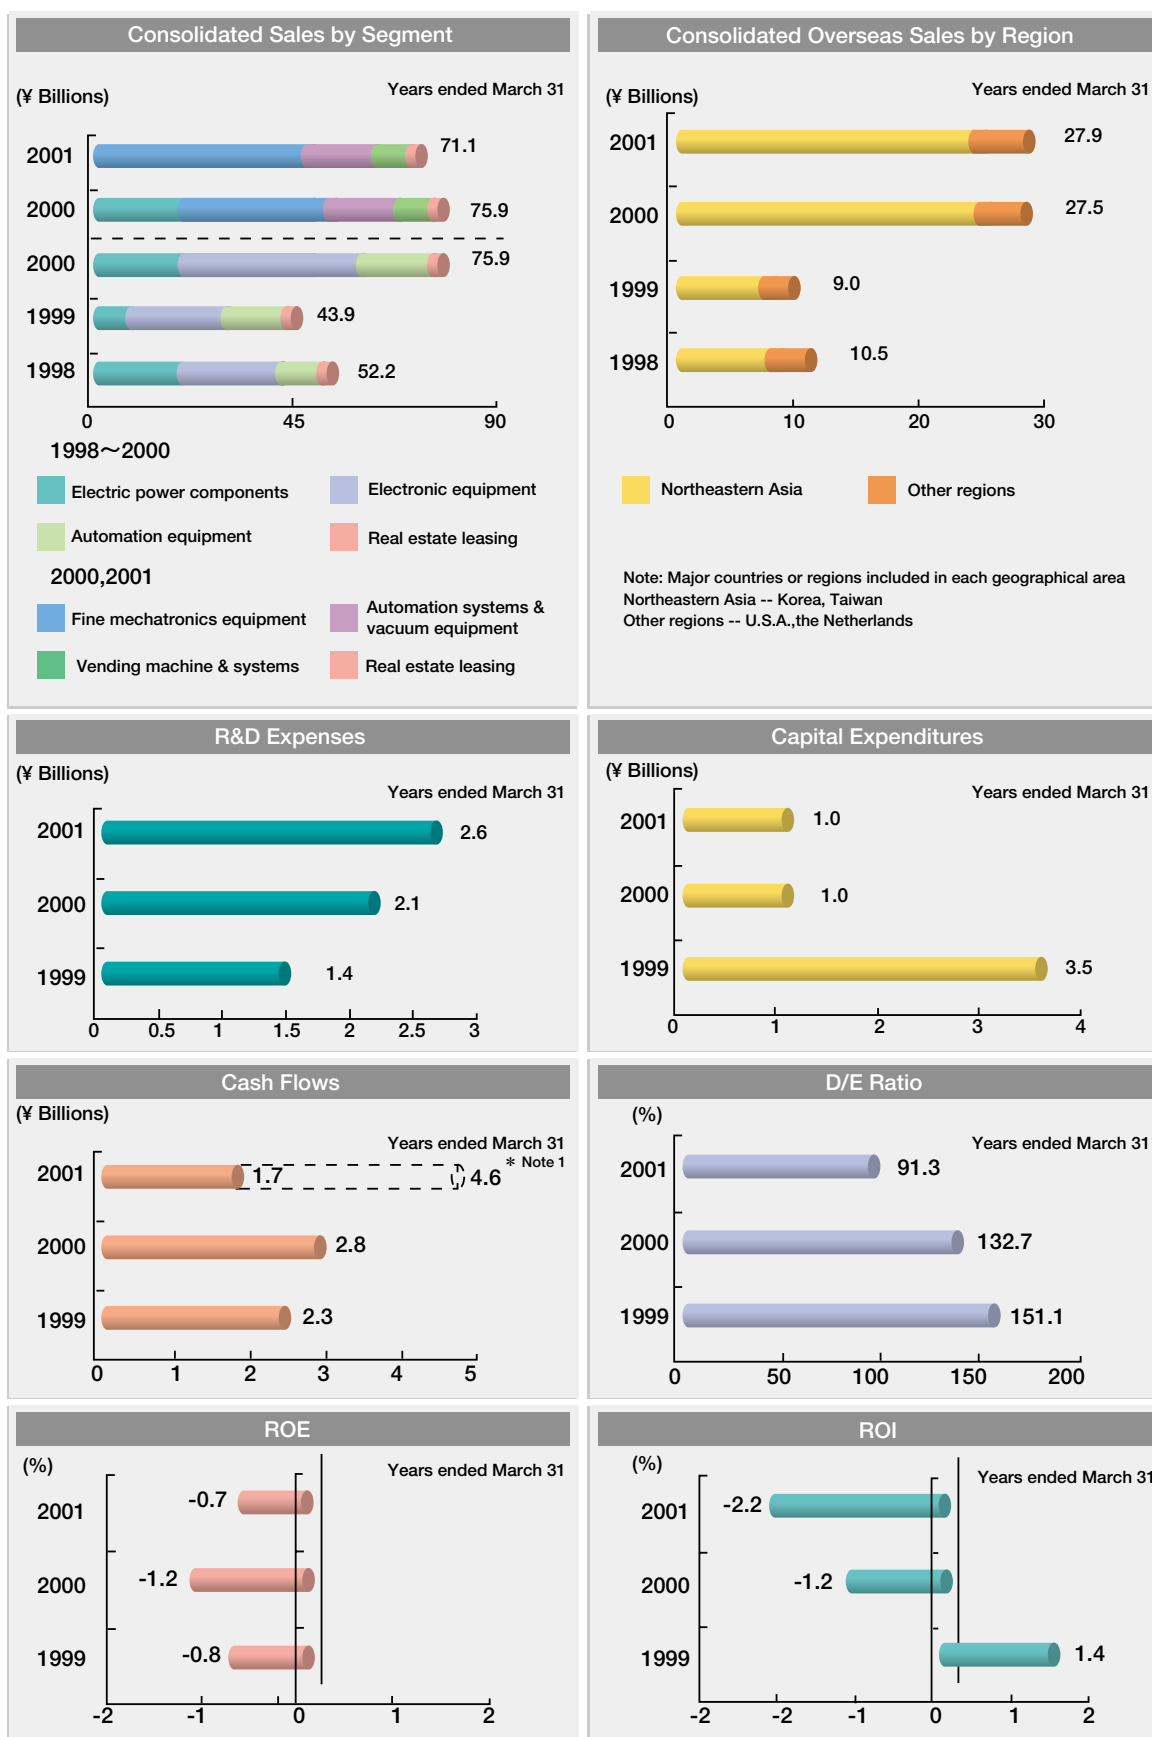 Consolidated Sales by Segment
(¥ Billions)
Years ended March 31
2001
71.1
2000
75.9
2000
75.9
1999
43.9
1998
52.2
0
45
90
1998～2000
Electric power components
Electronic equipment
Automation equipment
Real estate leasing
2000,2001
Fine mechatronics equipment
Automation systems &
vacuum equipment
Vending machine & systems
Real estate leasing
Consolidated Overseas Sales by Region
(¥ Billions)
Years ended March 31
2001
27.9
2000
27.5
1999
9.0
1998
10.5
0
10
20
30
Northeastern Asia
Other regions
Note: Major countries or regions included in each geographical area
Northeastern Asia -- Korea, Taiwan
Other regions -- U.S.A.,the Netherlands
R&D Expenses
(¥ Billions)
Years ended March 31
2001
2.6
2000
2.1
1999
1.4
0
0.5
1
1.5
2
2.5
3
Capital Expenditures
(¥ Billions)
Years ended March 31
2001
1.0
2000
1.0
1999
3.5
0
1
2
3
4
Cash Flows
(¥ Billions)
Years ended March 31
* Note 1
2001
1.7
4.6
2000
2.8
1999
2.3
0
1
2
3
4
5
D/E Ratio
(%)
Years ended March 31
2001
91.3
2000
132.7
1999
151.1
0
50
100
150
200
ROE
(%)
Years ended March 31
2001
-0.7
2000
-1.2
1999
-0.8
-2
-1
0
1
2
ROI
(%)
Years ended March 31
2001
-2.2
2000
-1.2
1999
1.4
-2
-2
-1
0
1
2